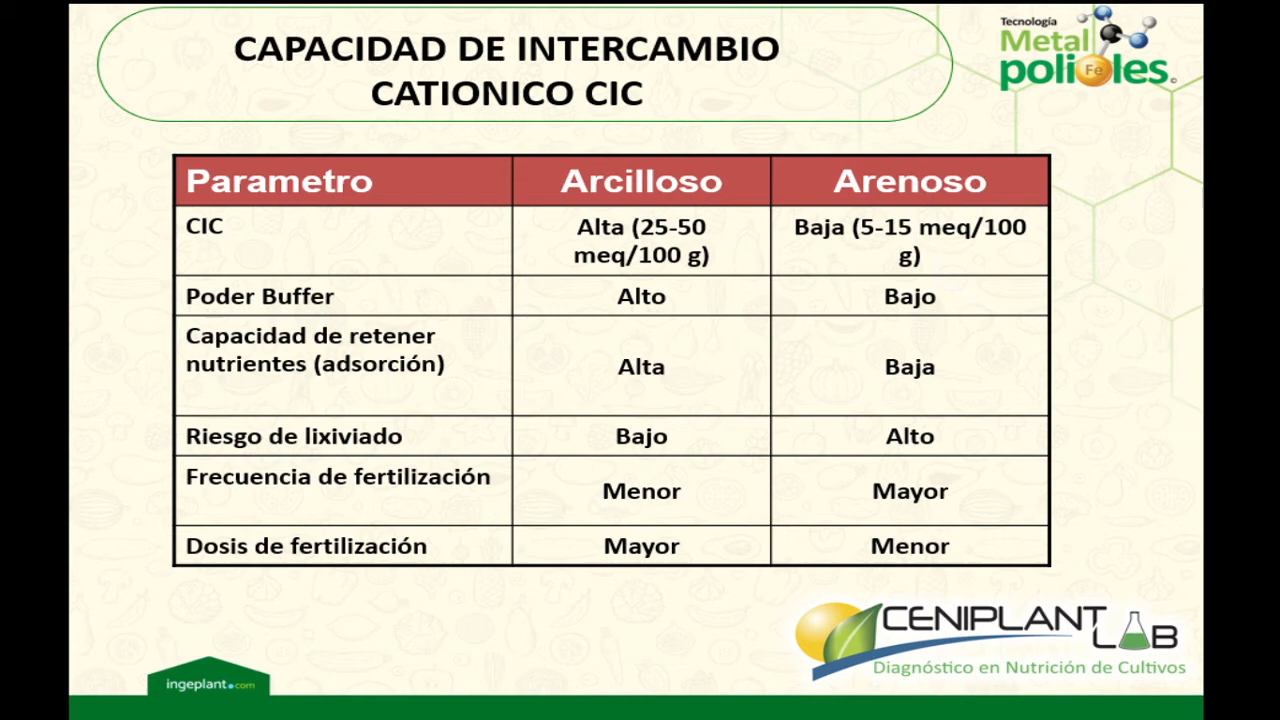 CAPACIDAD DE INTERCAMBIO
CATIONICO CIC
Tecnología
Metal
polioles
Fe
Parametro Arcilloso Arenoso
CIC Alta (25-50 Baja (5-15 meq/100
meq/100 g) g)
Poder Buffer Alto Bajo
Capacidad de retener
nutrientes (adsorción) Alta Baja
Riesgo de lixiviado Bajo Alto
Frecuencia de fertilización Menor Mayor
Dosis de fertilización Mayor Menor
CENIPLANT LAB
Diagnóstico en Nutrición de Cultivos
ingeplant.com